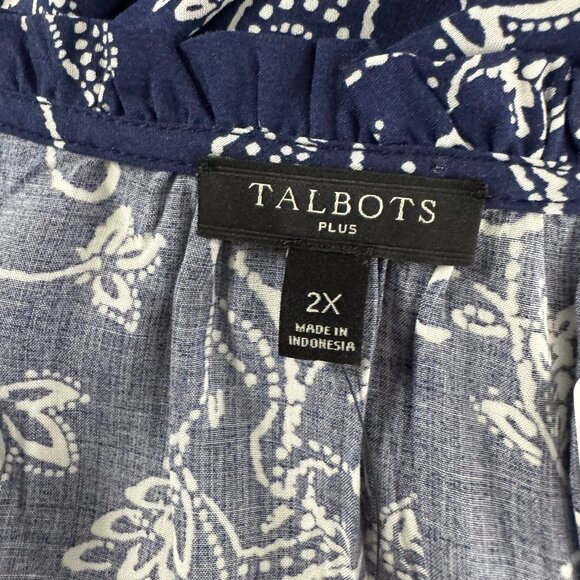 TALBOTS
PLUS
2X
MADE IN
INDONESIA